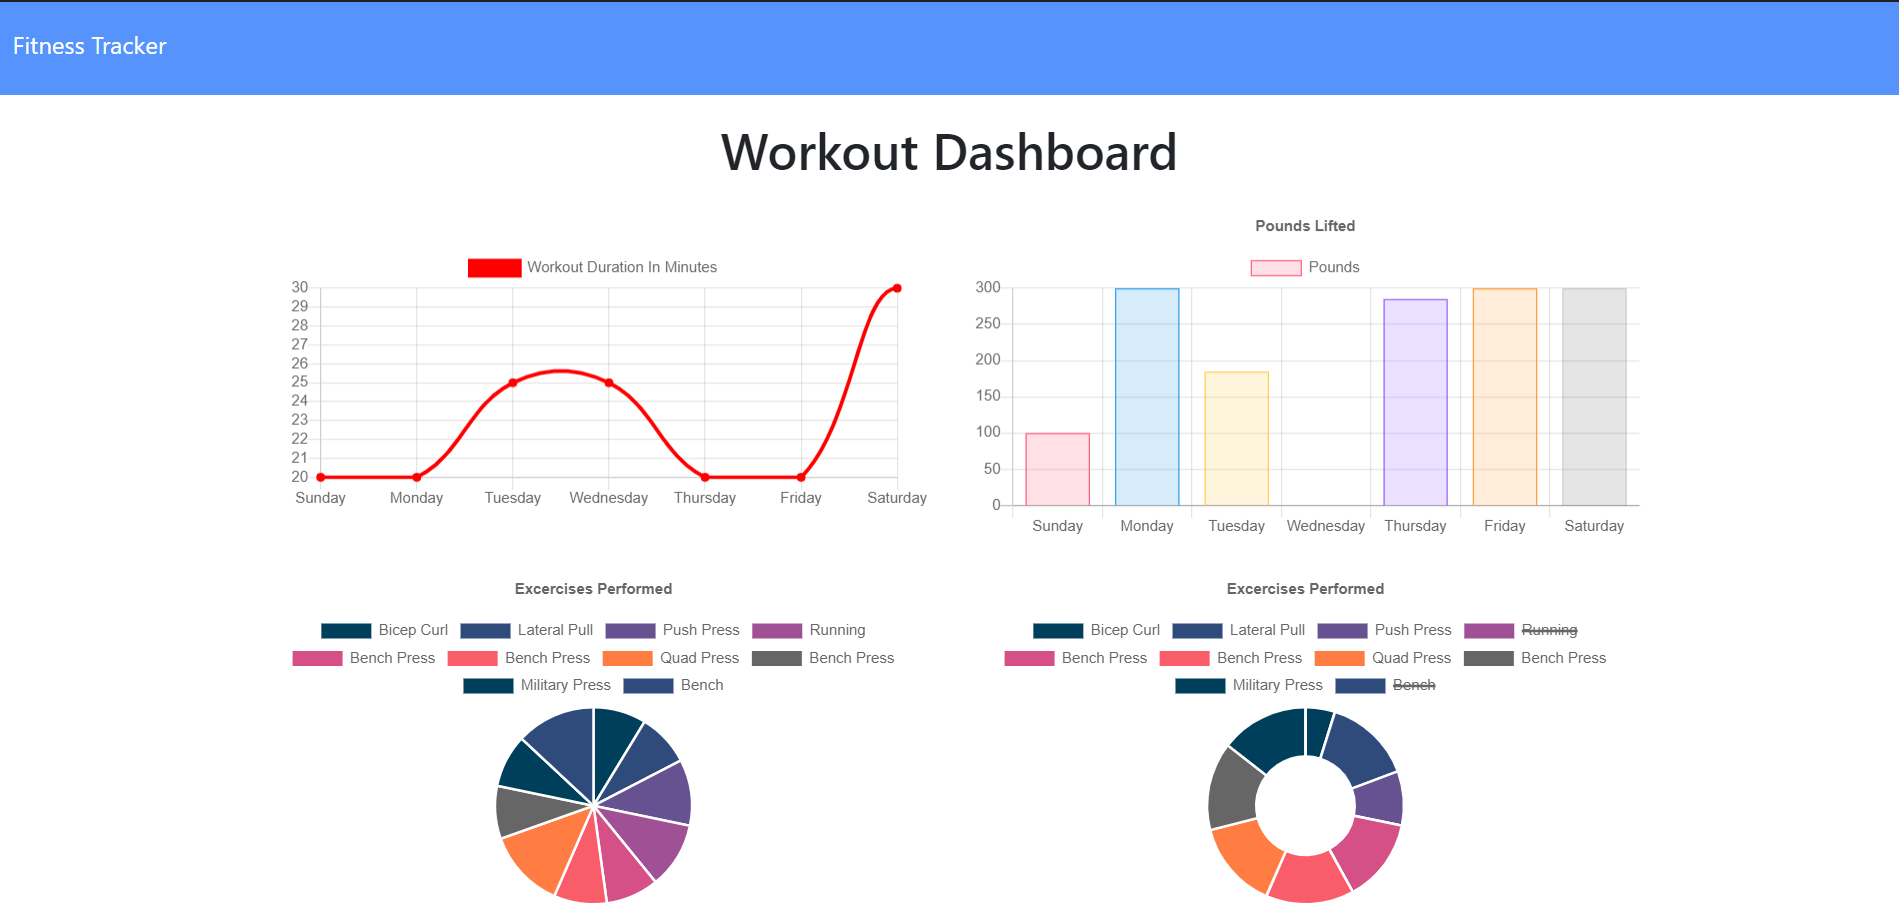 Fitness Tracker
Workout Dashboard
Workout Duration In Minutes
30
29
28
27
26
25
24
23
22
21
20
Sunday Monday Tuesday Wednesday Thursday Friday Saturday
Pounds Lifted
Pounds
300
250
200
150
100
50
0
Sunday Monday Tuesday Wednesday Thursday Friday Saturday
Excercises Performed
Bicep Curl Lateral Pull Push Press Running
Bench Press Bench Press Quad Press Bench Press
Military Press Bench
Excercises Performed
Bicep Curl Lateral Pull Push Press Running
Bench Press Bench Press Quad Press Bench Press
Military Press Bench